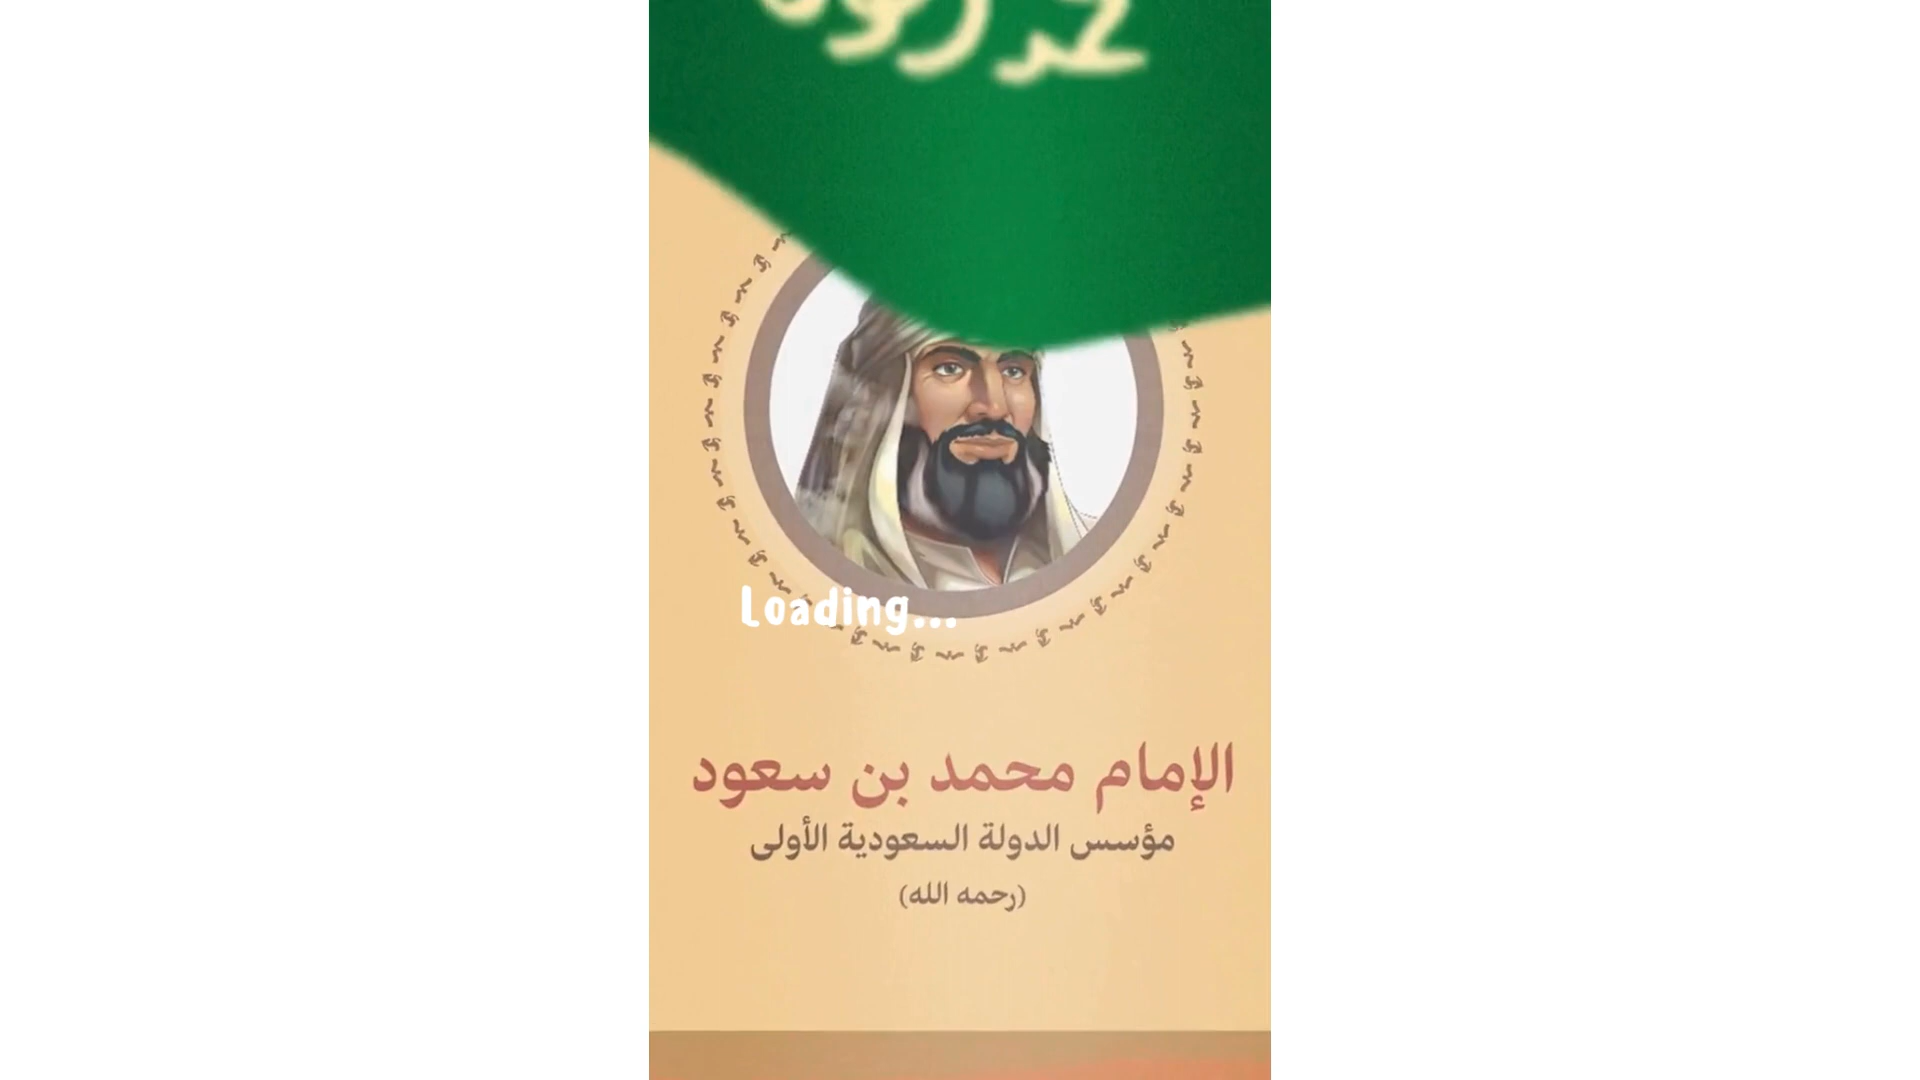 Loading...
الإمام محمد بن سعود
مؤسس الدولة السعودية الأولى
(رحمه الله)